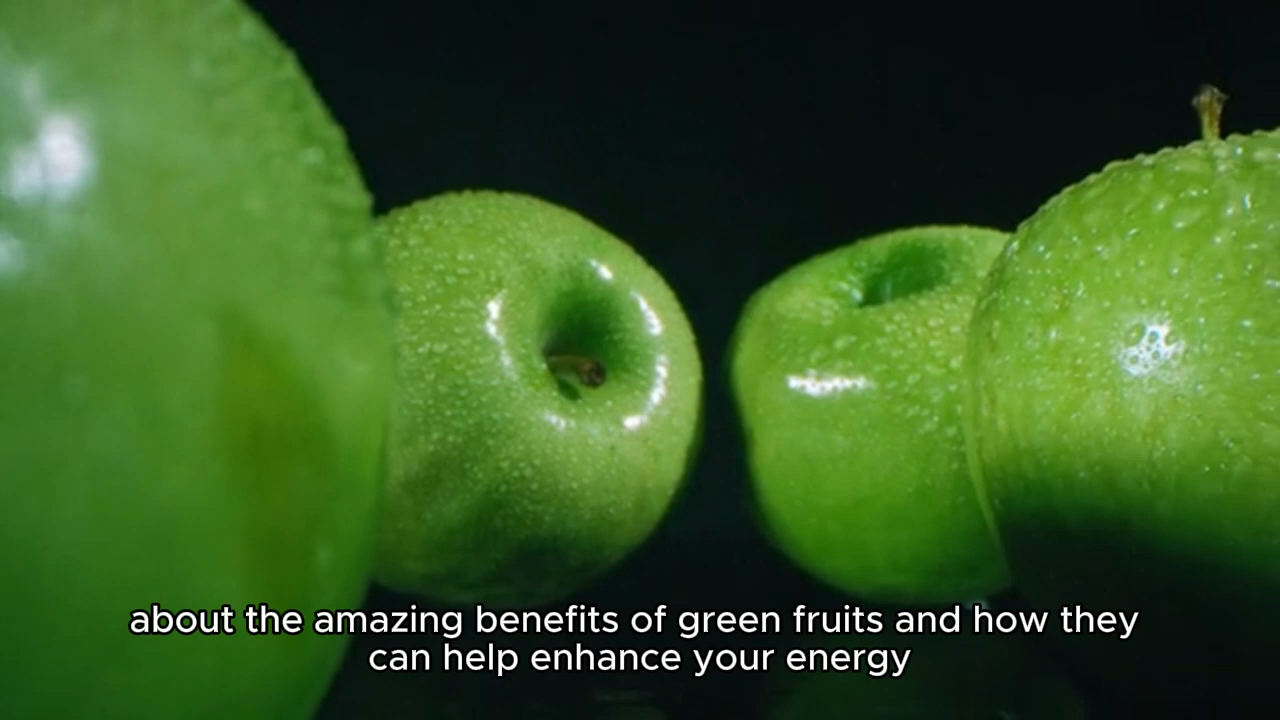 about the amazing benefits of green fruits and how they
can help enhance your energy